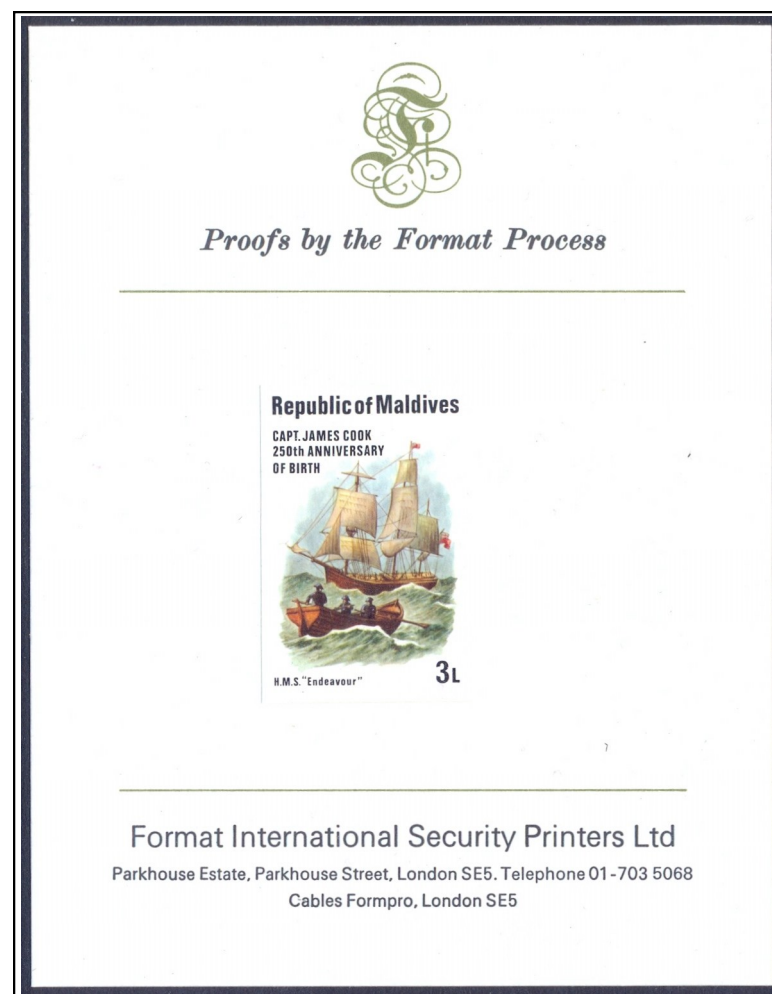 Proofs by the Format Process
Republic of Maldives
CAPT. JAMES COOK
250th ANNIVERSARY
OF BIRTH
H.M.S. "Endeavour"
3L
Format International Security Printers Ltd
Parkhouse Estate, Parkhouse Street, London SE5. Telephone 01-703 5068
Cables Formpro, London SE5